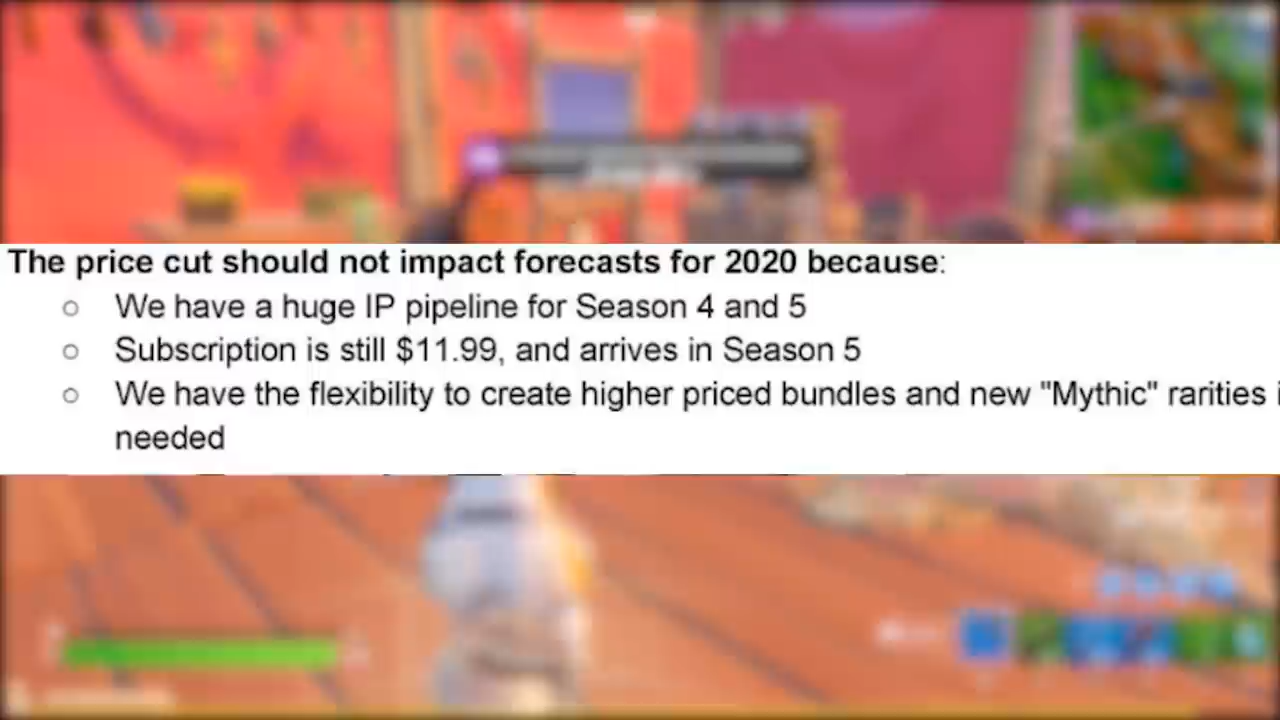 The price cut should not impact forecasts for 2020 because:
○ We have a huge IP pipeline for Season 4 and 5
○ Subscription is still $11.99, and arrives in Season 5
○ We have the flexibility to create higher priced bundles and new "Mythic" rarities
needed